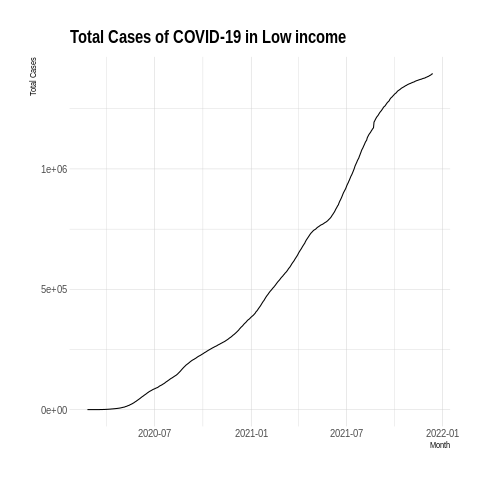 Total Cases of COVID-19 in Low income
Total Cases
1e+06
5e+05
0e+00
2020-07 2021-01 2021-07 2022-01
Month